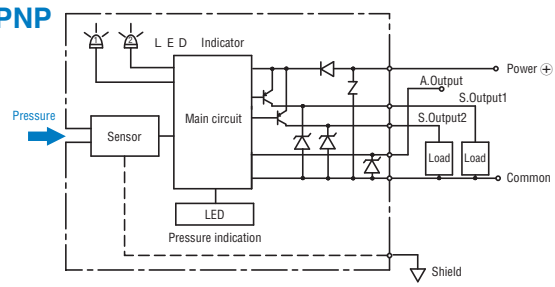 PNP
1
2
L E D Indicator
Power ⊕
A.Output
S.Output1
Pressure
Main circuit
S.Output2
Sensor
Load
Load
Common
LED
Pressure indication
Shield